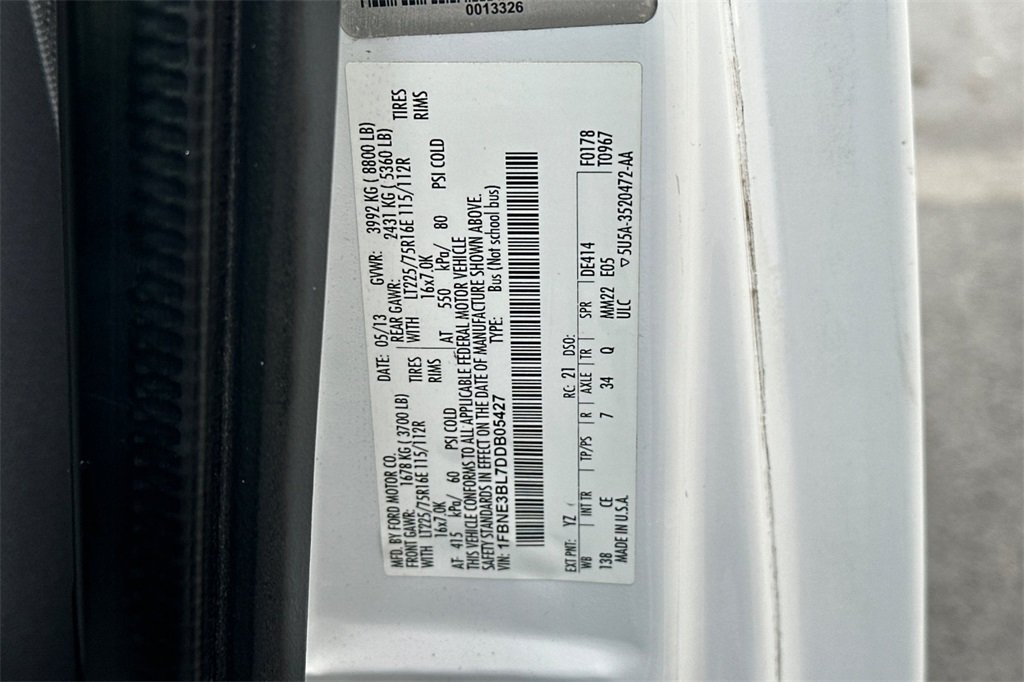 0013326
MFD. BY FORD MOTOR CO. DATE: 05/13 GVWR: 3992 KG ( 8800 LB)
FRONT GAWR: 1678 KG ( 3700 LB) REAR GAWR: 2431 KG ( 5360 LB)
WITH LT225/75R16E 115/112R TIRES WITH LT225/75R16E 115/112R TIRES
16x7.0K RIMS 16x7.0K RIMS
AT 415 kPa/ 60 PSI COLD AT 550 kPa/ 80 PSI COLD
THIS VEHICLE CONFORMS TO ALL APPLICABLE FEDERAL MOTOR VEHICLE
SAFETY STANDARDS IN EFFECT ON THE DATE OF MANUFACTURE SHOWN ABOVE.
VIN: 1FBNE3BL7DDB05427 TYPE: Bus (Not school bus)
EXT PNT: YZ RC: 21 DSO: F0178
WB INT TR TP/PS R AXLE TR SPR DE414 T0967
138 CE 7 34 Q MM22 E05
MADE IN U.S.A. ULC ▽5U5A-3520472-AA